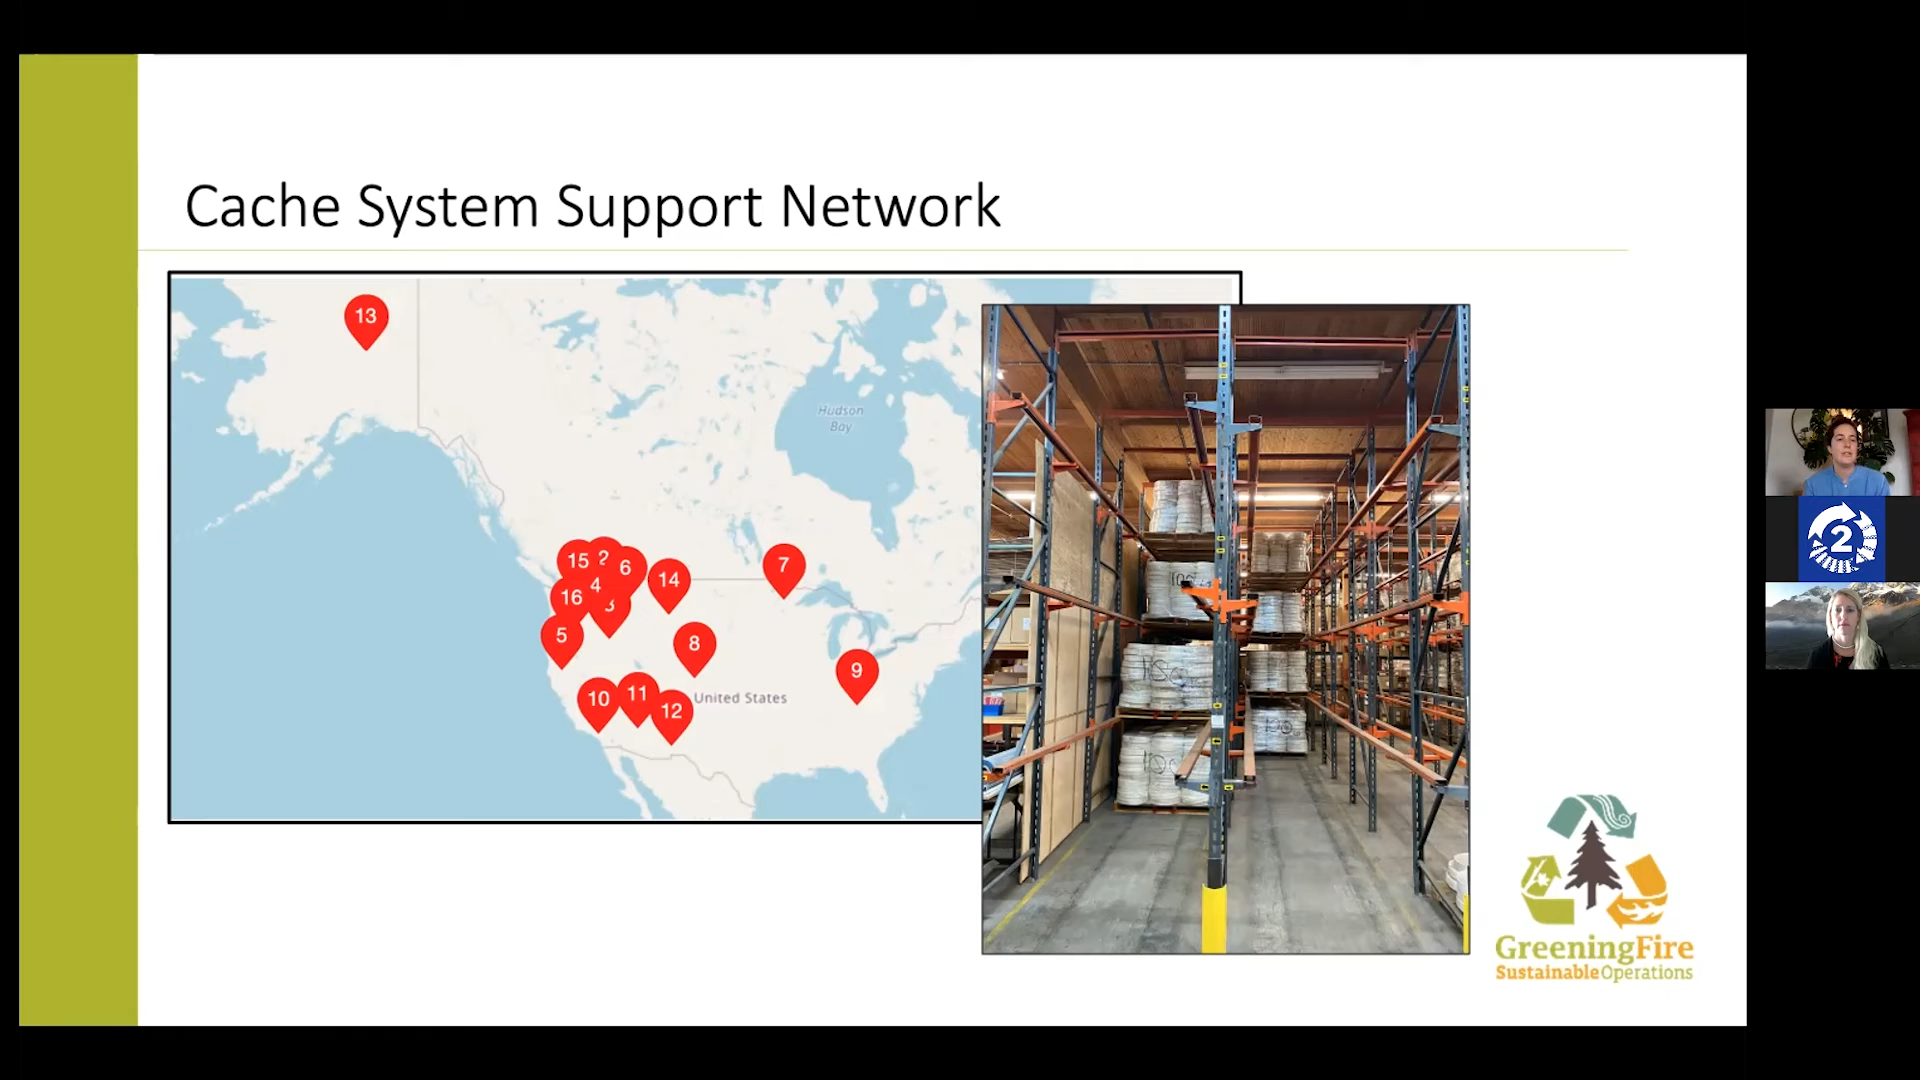 Cache System Support Network
13
Hudson
Bay
15
2
6
7
14
4
16
3
5
8
9
10
11
12
United States
2
GreeningFire
SustainableOperations